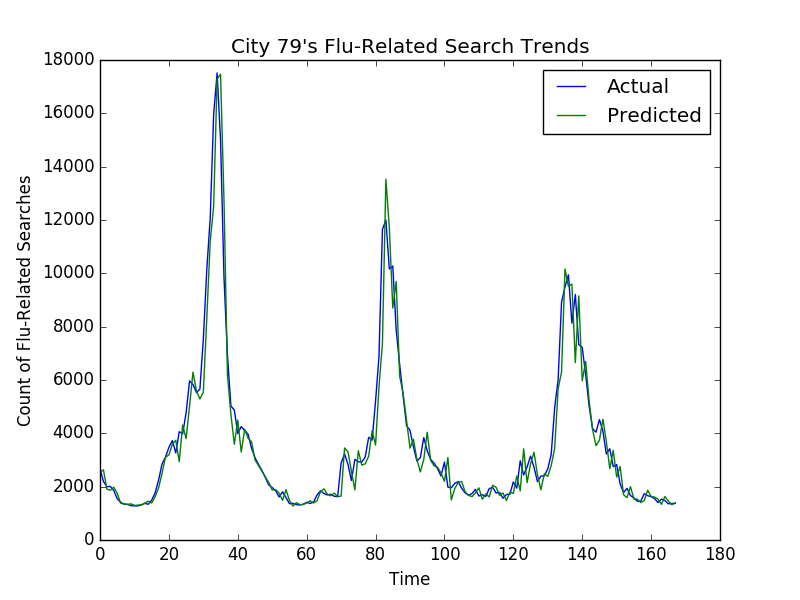 City 79's Flu-Related Search Trends
Actual
Predicted
18000
16000
14000
12000
10000
8000
6000
4000
2000
0
Count of Flu-Related Searches
0 20 40 60 80 100 120 140 160 180
Time